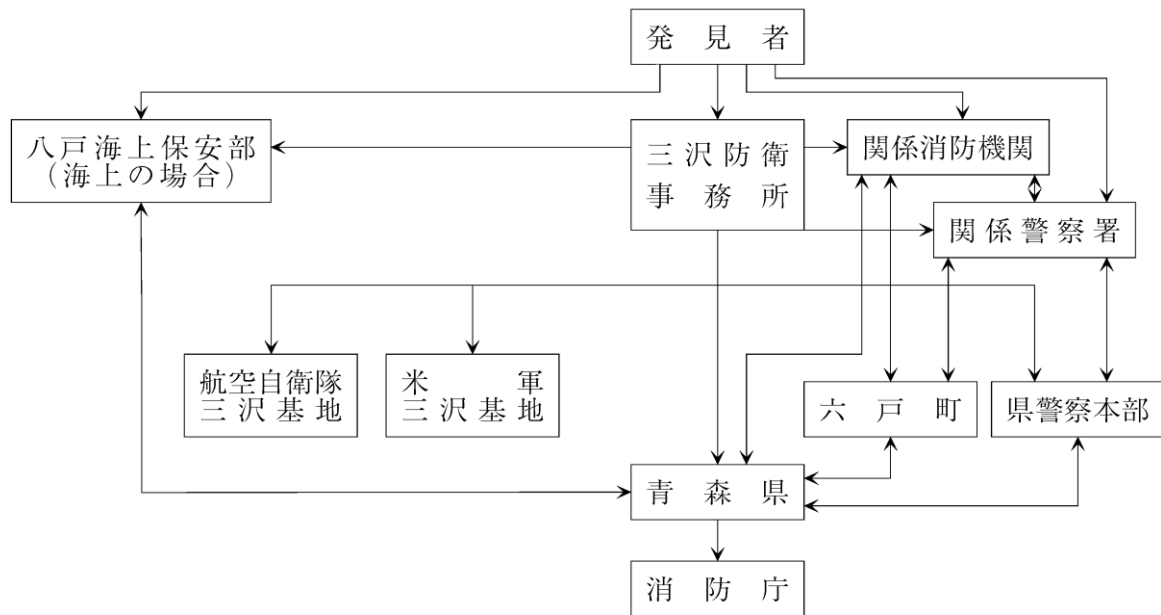 発見者
八戸海上保安部
（海上の場合）
三沢防衛
事務所
関係消防機関
関係警察署
航空自衛隊
三沢基地
米軍
三沢基地
六戸町
県警察本部
青森県
消防庁